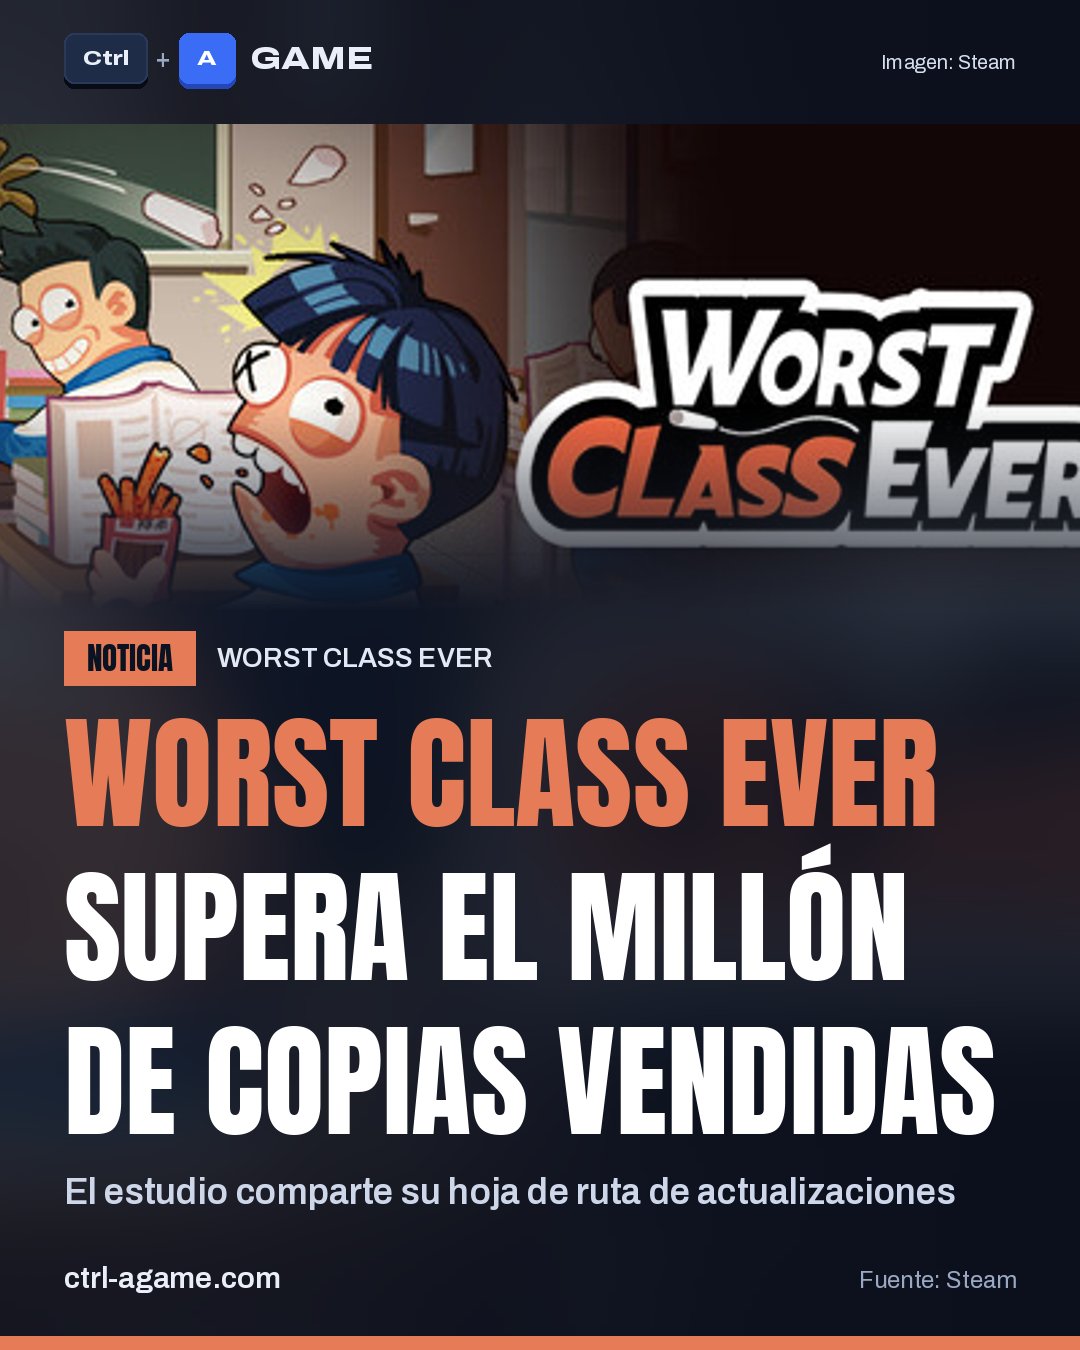 Ctrl + A GAME
Imagen: Steam
WORST
CLASS EVER
NOTICIA
WORST CLASS EVER
WORST CLASS EVER
SUPERA EL MILLÓN
DE COPIAS VENDIDAS
El estudio comparte su hoja de ruta de actualizaciones
ctrl-agame.com
Fuente: Steam